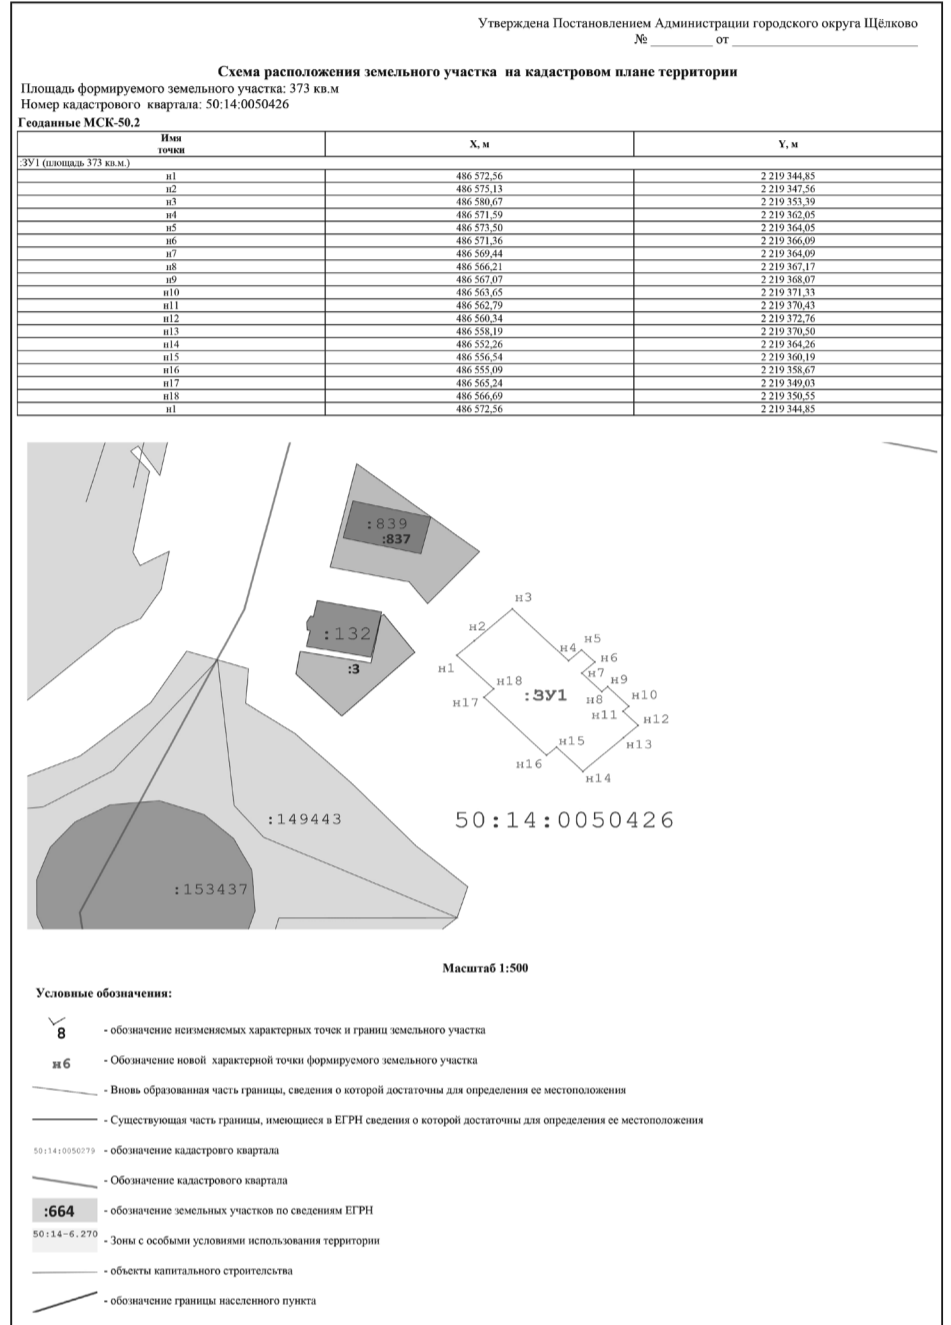 Утверждена Постановлением Администрации городского округа Щёлково
№ _________ от ___________________________
Схема расположения земельного участка на кадастровом плане территории
Площадь формируемого земельного участка: 373 кв.м
Номер кадастрового квартала: 50:14:0050426
Геоданные МСК-50.2
Имя точки X, м Y, м
:ЗУ1 (площадь 373 кв.м.)
н1 486 572,56 2 219 344,85
н2 486 575,13 2 219 347,56
н3 486 580,67 2 219 353,39
н4 486 571,59 2 219 362,05
н5 486 573,50 2 219 364,05
н6 486 571,36 2 219 366,09
н7 486 569,44 2 219 364,09
н8 486 566,21 2 219 367,17
н9 486 567,07 2 219 368,07
н10 486 563,65 2 219 371,33
н11 486 562,79 2 219 370,43
н12 486 560,34 2 219 372,76
н13 486 558,19 2 219 370,50
н14 486 552,26 2 219 364,26
н15 486 556,54 2 219 360,19
н16 486 555,09 2 219 358,67
н17 486 565,24 2 219 349,03
н18 486 566,69 2 219 350,55
н1 486 572,56 2 219 344,85
:839
:837
:132
:3
н3
н2
н5
н4
н6
н1
н7
н18
н9
:ЗУ1
н8
н10
н17
н11
н12
н15
н13
н16
н14
:149443
50:14:0050426
:153437
Масштаб 1:500
Условные обозначения:
8 - обозначение неизменяемых характерных точек и границ земельного участка
н6 - Обозначение новой характерной точки формируемого земельного участка
- Вновь образованная часть границы, сведения о которой достаточны для определения ее местоположения
- Существующая часть границы, имеющиеся в ЕГРН сведения о которой достаточны для определения ее местоположения
50:14:0050279 - обозначение кадастровго квартала
- Обозначение кадастрового квартала
:664 - обозначение земельных участков по сведениям ЕГРН
50:14-6.270 - Зоны с особыми условиями использования территории
- объекты капитального строителсьтва
- обозначение границы населенного пункта